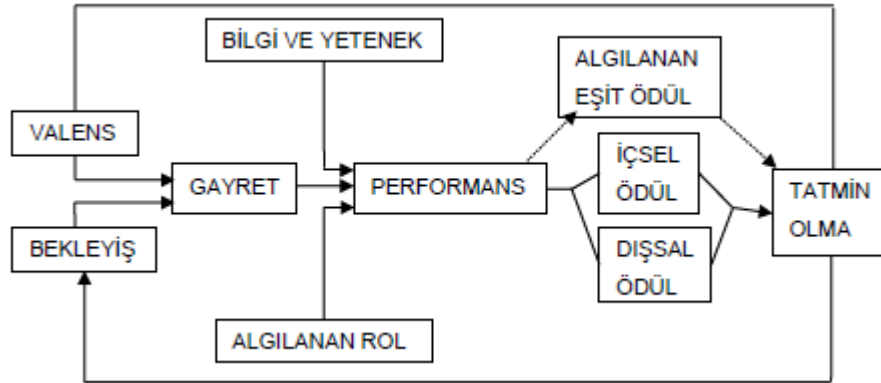 BİLGİ VE YETENEK
ALGILANAN
EŞİT ÖDÜL
VALENS
GAYRET
PERFORMANS
İÇSEL
ÖDÜL
TATMİN
OLMA
BEKLEYİŞ
DIŞSAL
ÖDÜL
ALGILANAN ROL